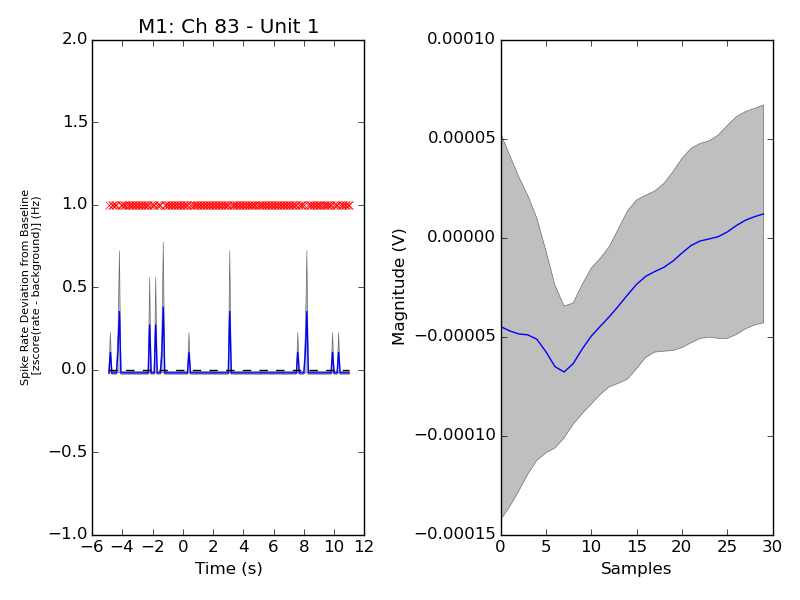 M1: Ch 83 - Unit 1
2.0
1.5
1.0
0.5
0.0
−0.5
−1.0
−6 −4 −2 0 2 4 6 8 10 12
Time (s)
Spike Rate Deviation from Baseline
[zscore(rate - background)] (Hz)
0.00010
0.00005
0.00000
−0.00005
−0.00010
−0.00015
0 5 10 15 20 25 30
Samples
Magnitude (V)